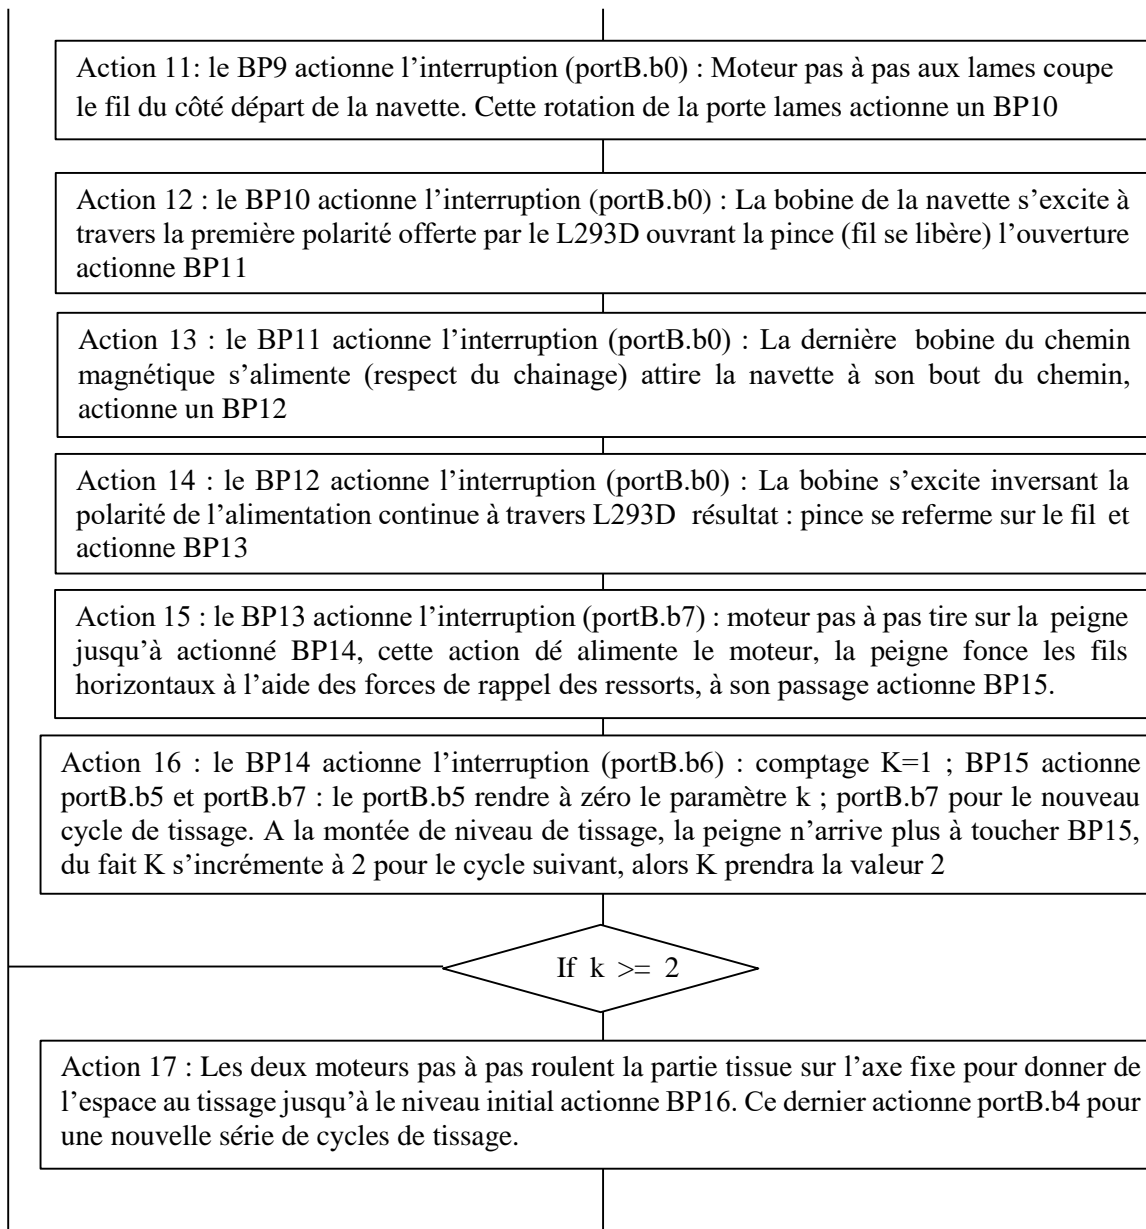 Action 11: le BP9 actionne l’interruption (portB.b0) : Moteur pas à pas aux lames coupe
le fil du côté départ de la navette. Cette rotation de la porte lames actionne un BP10
Action 12 : le BP10 actionne l’interruption (portB.b0) : La bobine de la navette s’excite à
travers la première polarité offerte par le L293D ouvrant la pince (fil se libère) l’ouverture
actionne BP11
Action 13 : le BP11 actionne l’interruption (portB.b0) : La dernière bobine du chemin
magnétique s’alimente (respect du chainage) attire la navette à son bout du chemin,
actionne un BP12
Action 14 : le BP12 actionne l’interruption (portB.b0) : La bobine s’excite inversant la
polarité de l’alimentation continue à travers L293D résultat : pince se referme sur le fil et
actionne BP13
Action 15 : le BP13 actionne l’interruption (portB.b7) : moteur pas à pas tire sur la peigne
jusqu’à actionné BP14, cette action dé alimente le moteur, la peigne fonce les fils
horizontaux à l’aide des forces de rappel des ressorts, à son passage actionne BP15.
Action 16 : le BP14 actionne l’interruption (portB.b6) : comptage K=1 ; BP15 actionne
portB.b5 et portB.b7 : le portB.b5 rendre à zéro le paramètre k ; portB.b7 pour le nouveau
cycle de tissage. A la montée de niveau de tissage, la peigne n’arrive plus à toucher BP15,
du fait K s’incrémente à 2 pour le cycle suivant, alors K prendra la valeur 2
If k >= 2
Action 17 : Les deux moteurs pas à pas roulent la partie tissue sur l’axe fixe pour donner de
l’espace au tissage jusqu’à le niveau initial actionne BP16. Ce dernier actionne portB.b4 pour
une nouvelle série de cycles de tissage.